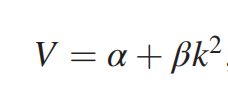 V = α + βk².